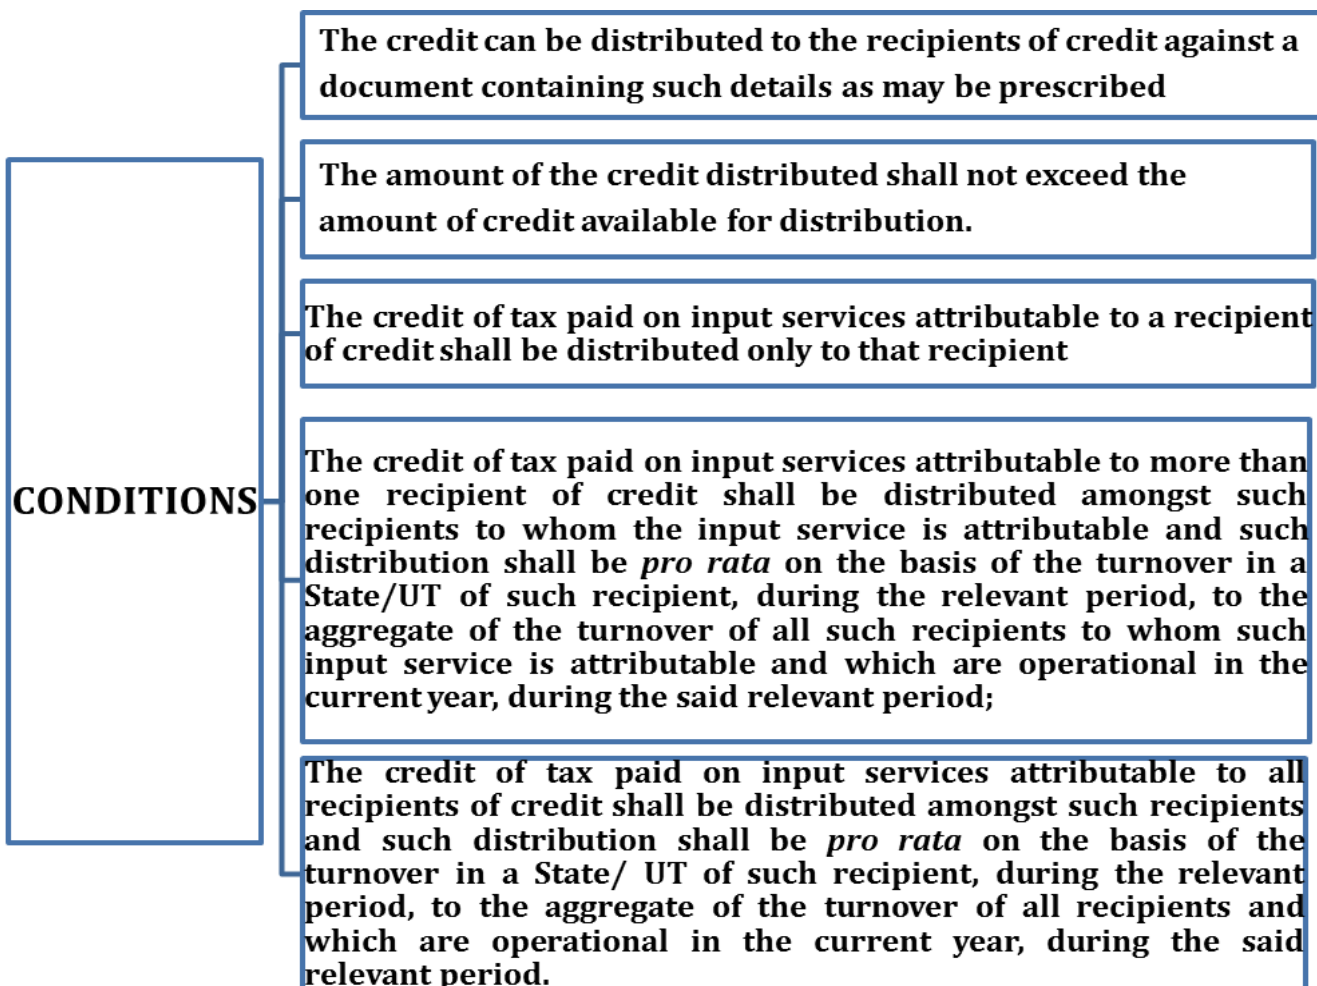 The credit can be distributed to the recipients of credit against a
document containing such details as may be prescribed
The amount of the credit distributed shall not exceed the
amount of credit available for distribution.
The credit of tax paid on input services attributable to a recipient
of credit shall be distributed only to that recipient
CONDITIONS
The credit of tax paid on input services attributable to more than
one recipient of credit shall be distributed amongst such
recipients to whom the input service is attributable and such
distribution shall be pro rata on the basis of the turnover in a
State/UT of such recipient, during the relevant period, to the
aggregate of the turnover of all such recipients to whom such
input service is attributable and which are operational in the
current year, during the said relevant period;
The credit of tax paid on input services attributable to all
recipients of credit shall be distributed amongst such recipients
and such distribution shall be pro rata on the basis of the
turnover in a State/ UT of such recipient, during the relevant
period, to the aggregate of the turnover of all recipients and
which are operational in the current year, during the said
relevant period.